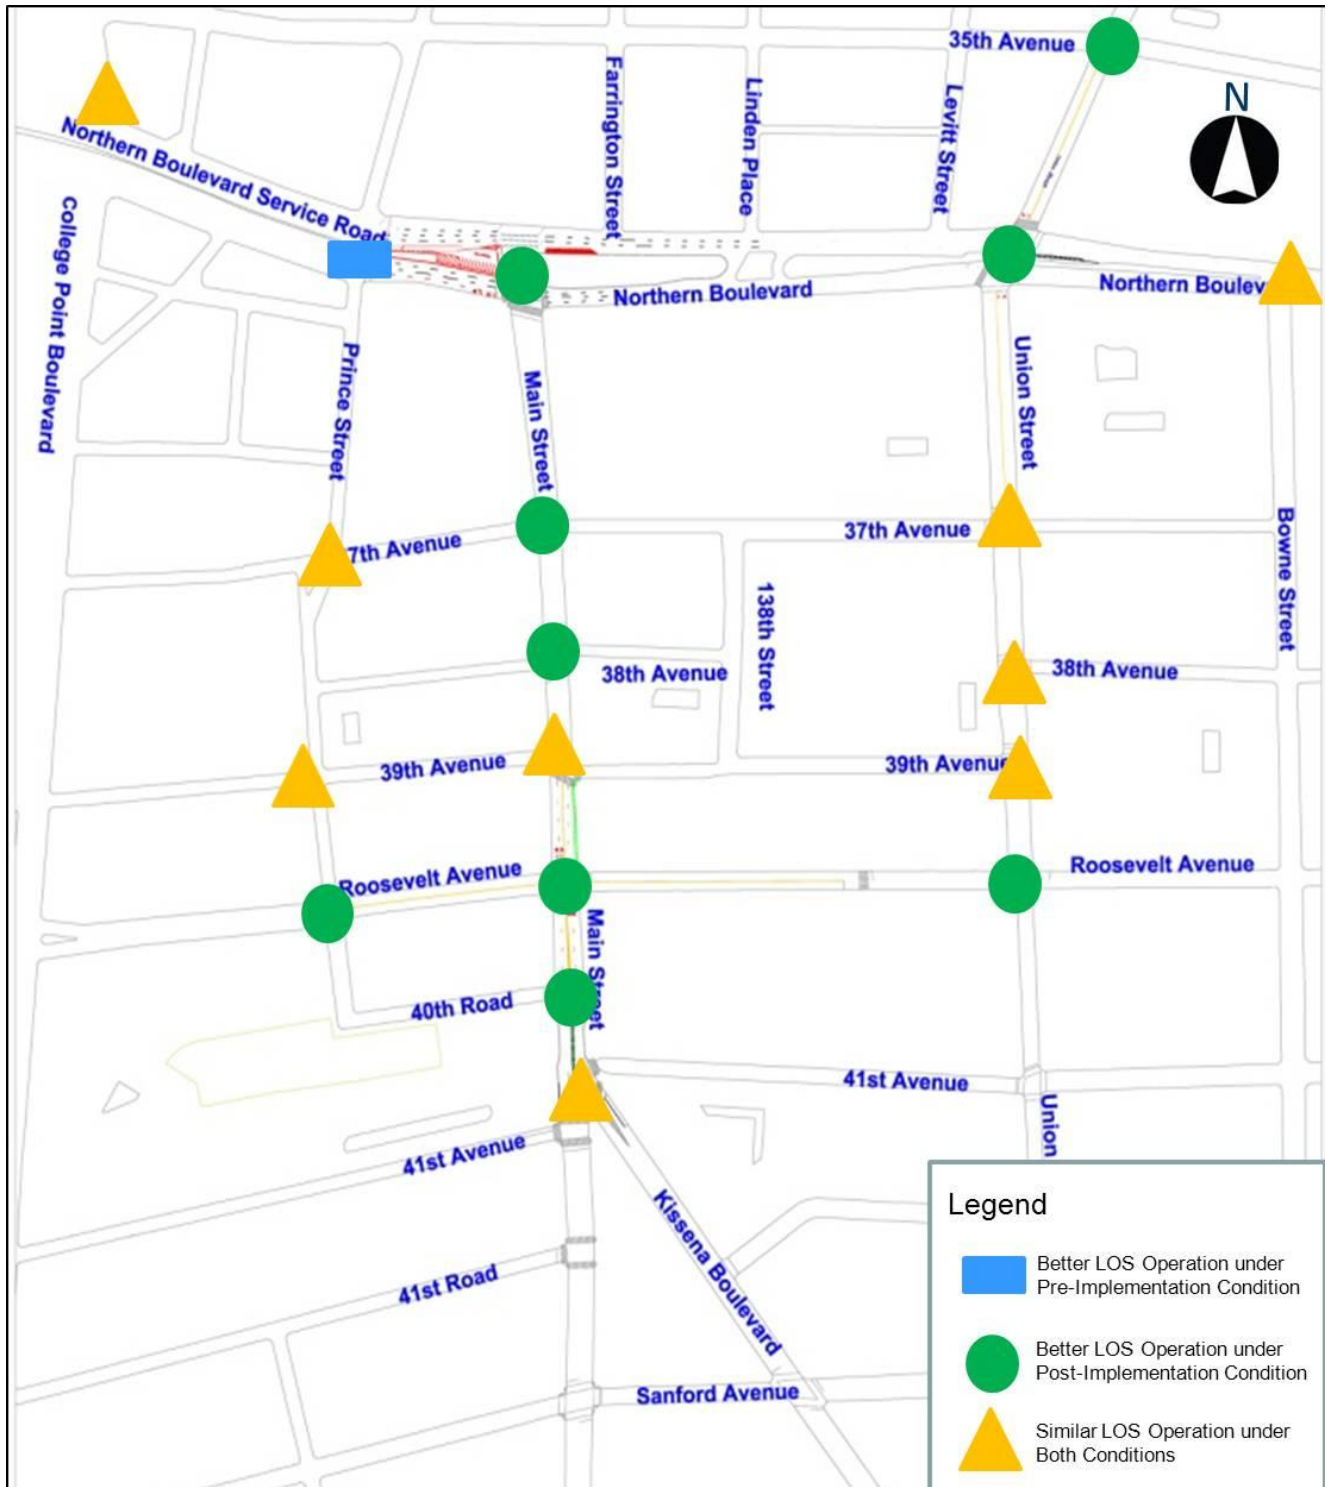 35th Avenue
N
Northern Boulevard Service Road
Farrington Street
Linden Place
Levitt Street
College Point Boulevard
Northern Boulevard
Northern Boulev
Prince Street
Main Street
Union Street
7th Avenue
37th Avenue
Bowne Street
138th Street
38th Avenue
38th Avenue
39th Avenue
39th Avenue
Roosevelt Avenue
Roosevelt Avenue
Main Street
40th Road
41st Avenue
Union
41st Avenue
Kissena Boulevard
41st Road
Sanford Avenue
Legend
Better LOS Operation under
Pre-Implementation Condition
Better LOS Operation under
Post-Implementation Condition
Similar LOS Operation under
Both Conditions